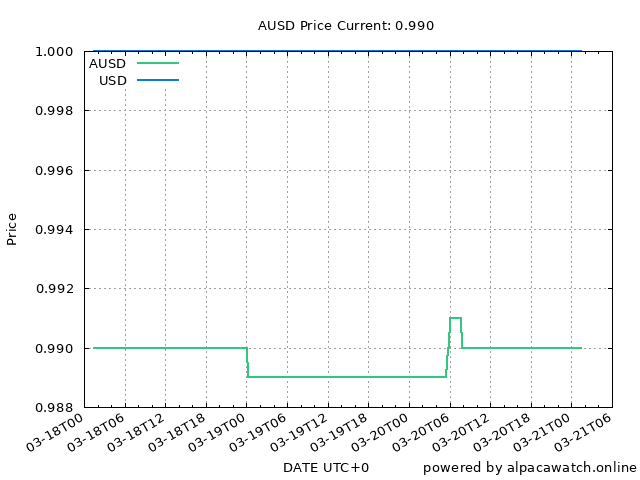 AUSD Price Current: 0.990
1.000
AUSD
USD
0.998
0.996
0.994
Price
0.992
0.990
0.988
03-18T00
03-18T06
03-18T12
03-18T18
03-19T00
03-19T06
03-19T12
03-19T18
03-20T00
03-20T06
03-20T12
03-20T18
03-21T00
03-21T06
DATE UTC+0
powered by alpacawatch.online